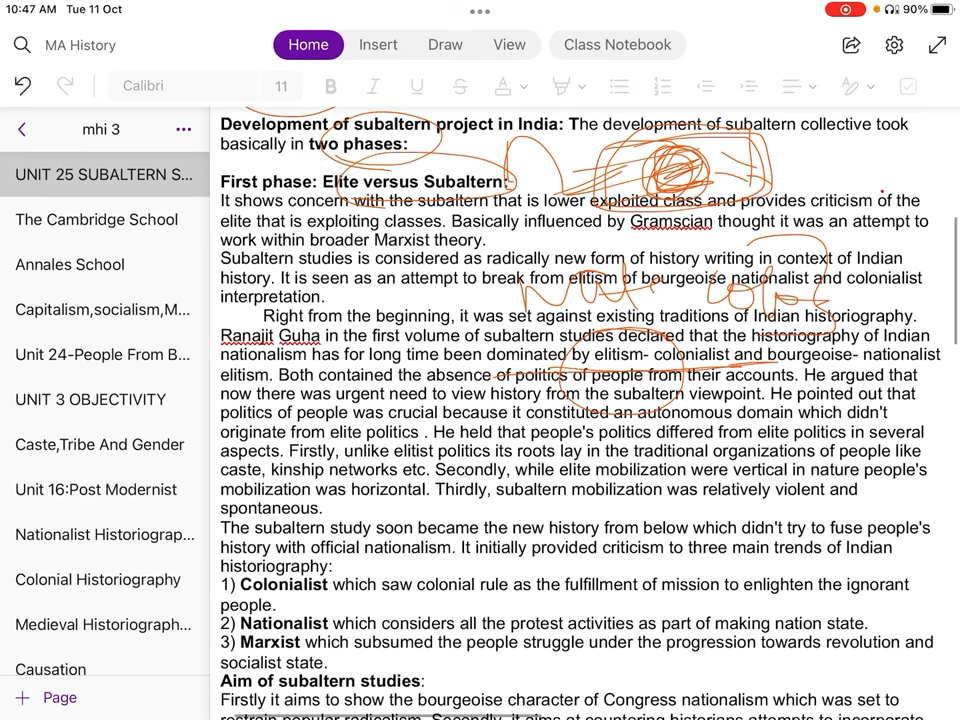 10:47 AM Tue 11 Oct
90%
MA History
Home Insert Draw View Class Notebook
Calibri 11 B I U S A
mhi 3
UNIT 25 SUBALTERN S...
The Cambridge School
Annales School
Capitalism,socialism,M...
Unit 24-People From B...
UNIT 3 OBJECTIVITY
Caste,Tribe And Gender
Unit 16:Post Modernist
Nationalist Historiograp...
Colonial Historiography
Medieval Historiograph...
Causation
+ Page
Development of subaltern project in India: The development of subaltern collective took
basically in two phases:
First phase: Elite versus Subaltern:
It shows concern with the subaltern that is lower exploited class and provides criticism of the
elite that is exploiting classes. Basically influenced by Gramscian thought it was an attempt to
work within broader Marxist theory.
Subaltern studies is considered as radically new form of history writing in context of Indian
history. It is seen as an attempt to break from elitism of bourgeoise nationalist and colonialist
interpretation.
Right from the beginning, it was set against existing traditions of Indian historiography.
Ranajit Guha in the first volume of subaltern studies declared that the historiography of Indian
nationalism has for long time been dominated by elitism- colonialist and bourgeoise- nationalist
elitism. Both contained the absence of politics of people from their accounts. He argued that
now there was urgent need to view history from the subaltern viewpoint. He pointed out that
politics of people was crucial because it constituted an autonomous domain which didn't
originate from elite politics . He held that people's politics differed from elite politics in several
aspects. Firstly, unlike elitist politics its roots lay in the traditional organizations of people like
caste, kinship networks etc. Secondly, while elite mobilization were vertical in nature people's
mobilization was horizontal. Thirdly, subaltern mobilization was relatively violent and
spontaneous.
The subaltern study soon became the new history from below which didn't try to fuse people's
history with official nationalism. It initially provided criticism to three main trends of Indian
historiography:
1) Colonialist which saw colonial rule as the fulfillment of mission to enlighten the ignorant
people.
2) Nationalist which considers all the protest activities as part of making nation state.
3) Marxist which subsumed the people struggle under the progression towards revolution and
socialist state.
Aim of subaltern studies:
Firstly it aims to show the bourgeoise character of Congress nationalism which was set to
restrain popular radicalism. Secondly, it aims at countering historians attempts to incorporate